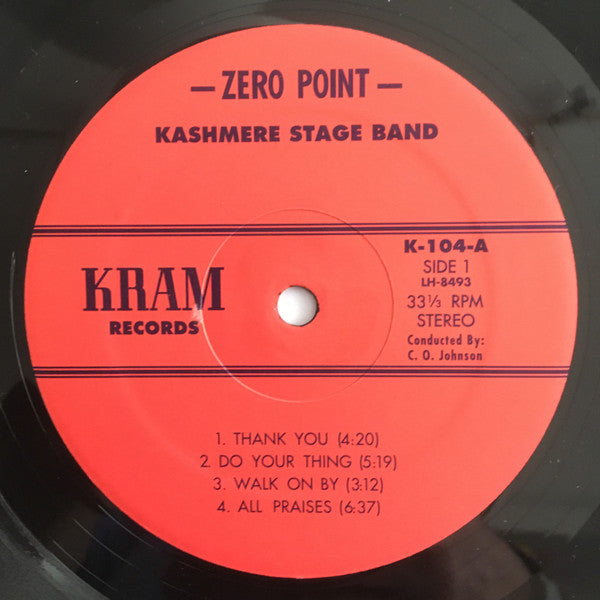 — ZERO POINT —
KASHMERE STAGE BAND
K-104-A
SIDE 1
LH-8493
33⅓ RPM
STEREO
Conducted By:
C. O. Johnson
KRAM
RECORDS
1. THANK YOU (4:20)
2. DO YOUR THING (5:19)
3. WALK ON BY (3:12)
4. ALL PRAISES (6:37)